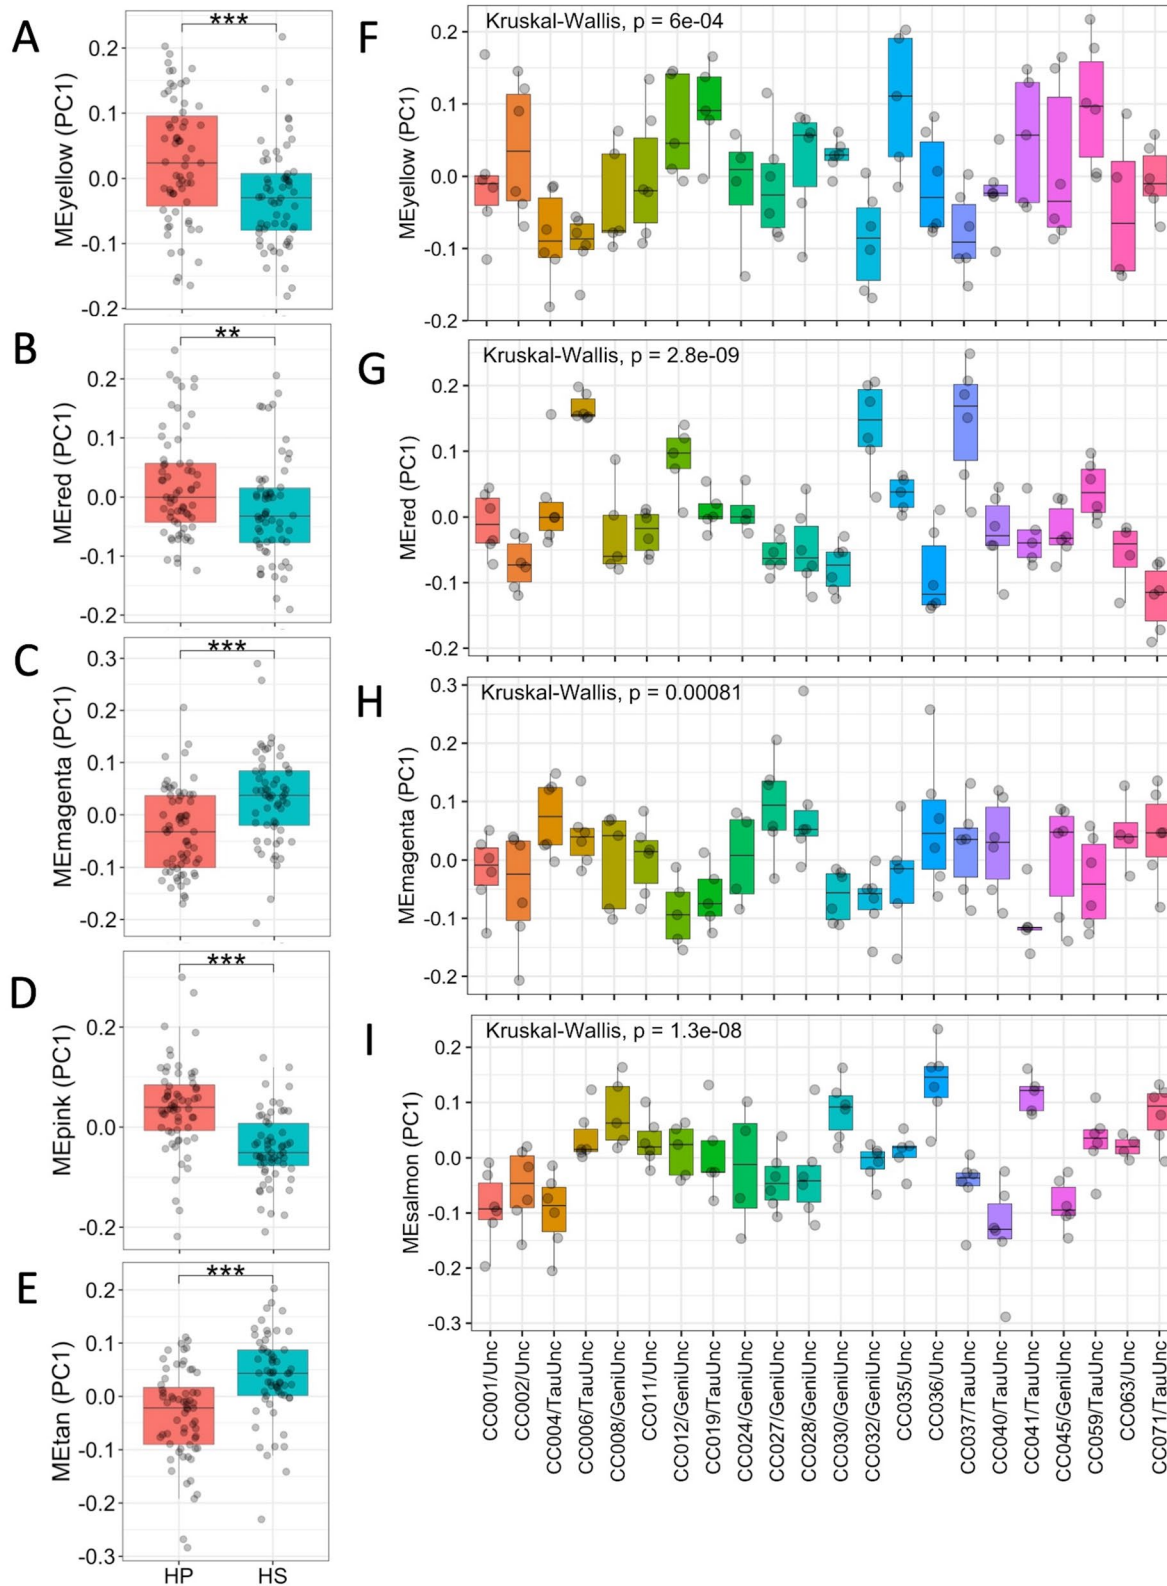 A
***
MEyellow (PC1)
0.2
0.1
0.0
-0.1
-0.2
B
**
MEred (PC1)
0.2
0.1
0.0
-0.1
-0.2
C
***
MEmagenta (PC1)
0.3
0.2
0.1
0.0
-0.1
-0.2
D
***
MEpink (PC1)
0.2
0.0
-0.2
E
***
MEtan (PC1)
0.2
0.1
0.0
-0.1
-0.2
-0.3
HP
HS
F
Kruskal-Wallis, p = 6e-04
MEyellow (PC1)
0.2
0.1
0.0
-0.1
-0.2
G
Kruskal-Wallis, p = 2.8e-09
MEred (PC1)
0.2
0.1
0.0
-0.1
-0.2
H
Kruskal-Wallis, p = 0.00081
MEmagenta (PC1)
0.3
0.2
0.1
0.0
-0.1
-0.2
I
Kruskal-Wallis, p = 1.3e-08
MEsalmon (PC1)
0.2
0.1
0.0
-0.1
-0.2
-0.3
CC001/Unc
CC002/Unc
CC004/TauUnc
CC006/TauUnc
CC008/GeniUnc
CC011/Unc
CC012/GeniUnc
CC019/TauUnc
CC024/GeniUnc
CC027/GeniUnc
CC028/GeniUnc
CC030/GeniUnc
CC032/GeniUnc
CC035/Unc
CC036/Unc
CC037/TauUnc
CC040/TauUnc
CC041/TauUnc
CC045/GeniUnc
CC059/TauUnc
CC063/Unc
CC071/TauUnc